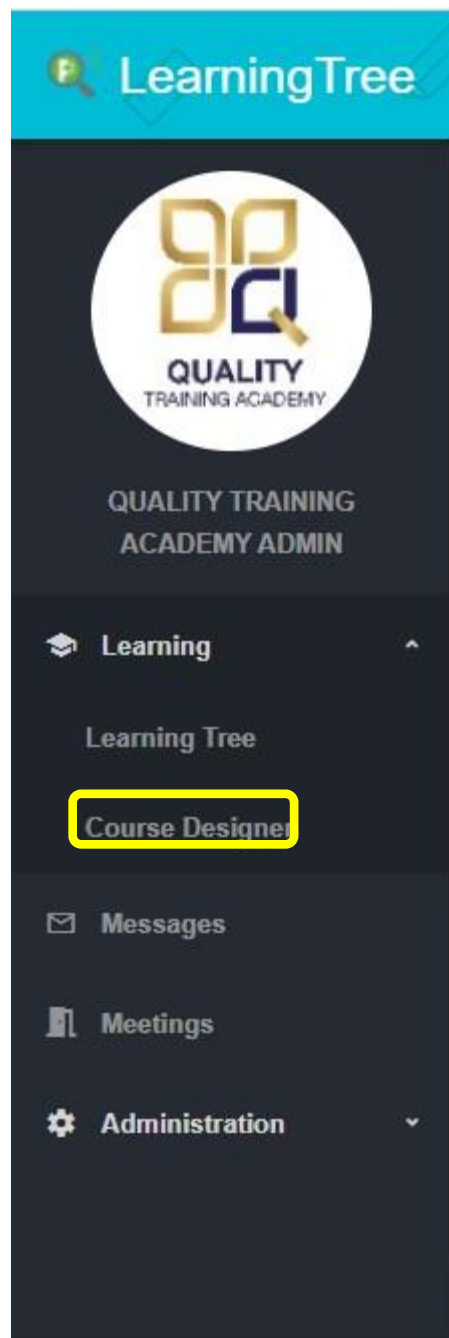 LearningTree
QUALITY
TRAINING ACADEMY
QUALITY TRAINING
ACADEMY ADMIN
Learning
Learning Tree
Course Designer
Messages
Meetings
Administration